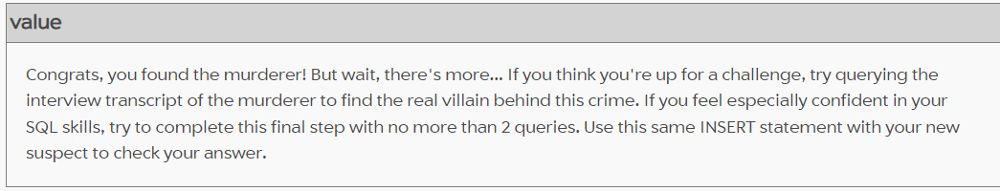 value
Congrats, you found the murderer! But wait, there's more... If you think you're up for a challenge, try querying the
interview transcript of the murderer to find the real villain behind this crime. If you feel especially confident in your
SQL skills, try to complete this final step with no more than 2 queries. Use this same INSERT statement with your new
suspect to check your answer.